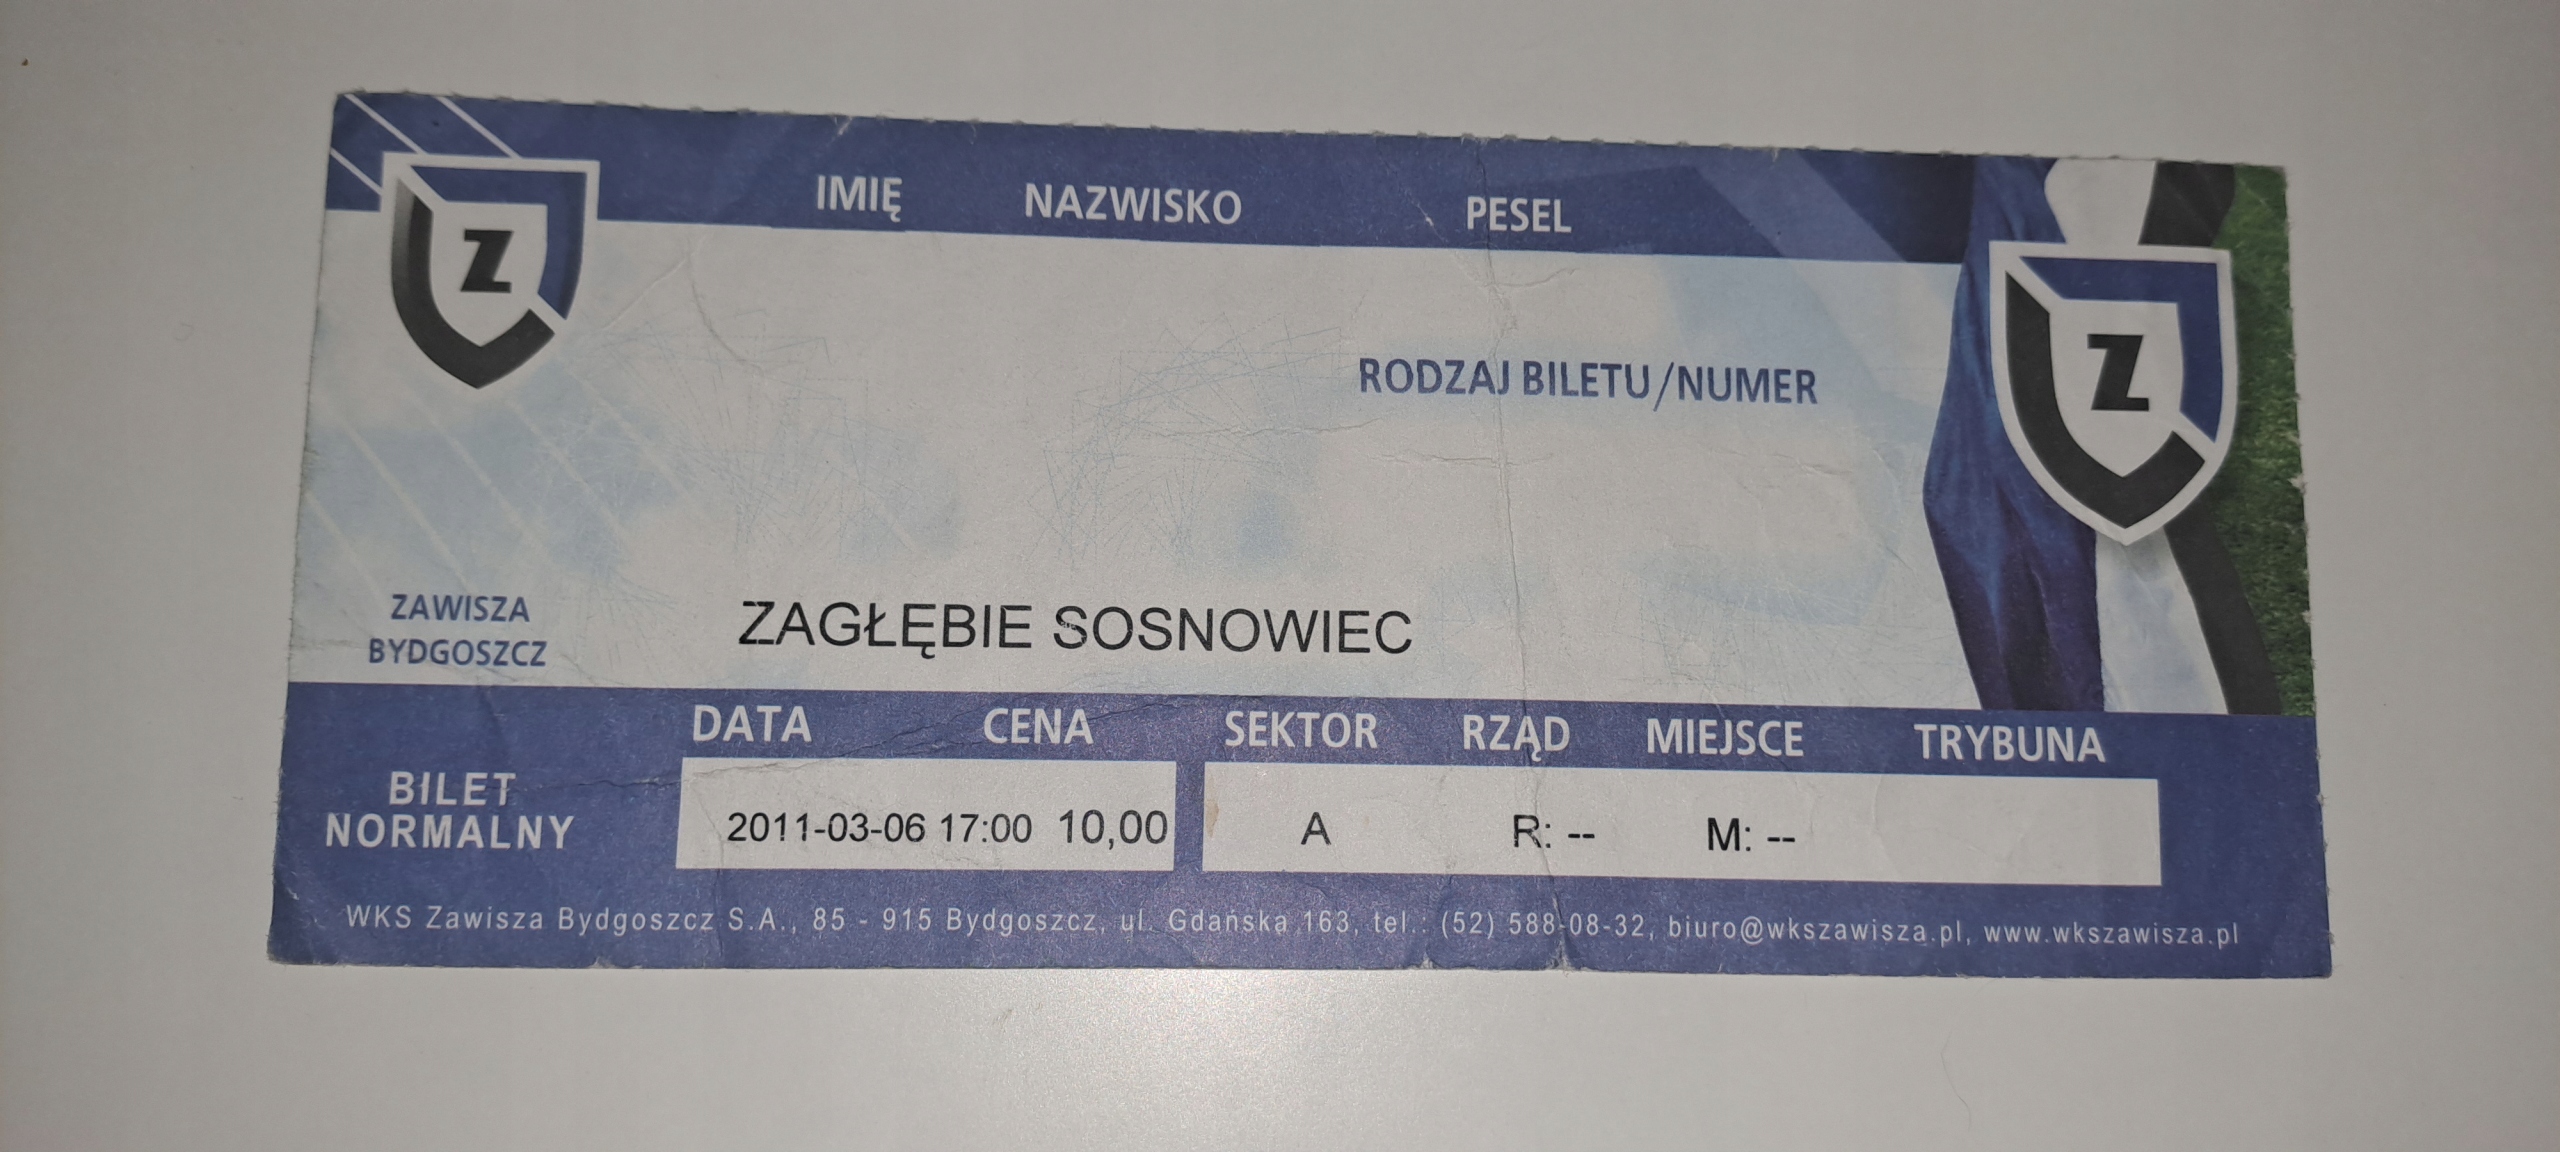 IMIĘ NAZWISKO PESEL
Z
Z
RODZAJ BILETU/NUMER
ZAWISZA
BYDGOSZCZ
ZAGŁĘBIE SOSNOWIEC
DATA CENA SEKTOR RZĄD MIEJSCE TRYBUNA
BILET
NORMALNY
2011-03-06 17:00 10,00 A R: -- M: --
WKS Zawisza Bydgoszcz S.A., 85 - 915 Bydgoszcz, ul. Gdańska 163, tel.: (52) 588-08-32, biuro@wkszawisza.pl, www.wkszawisza.pl